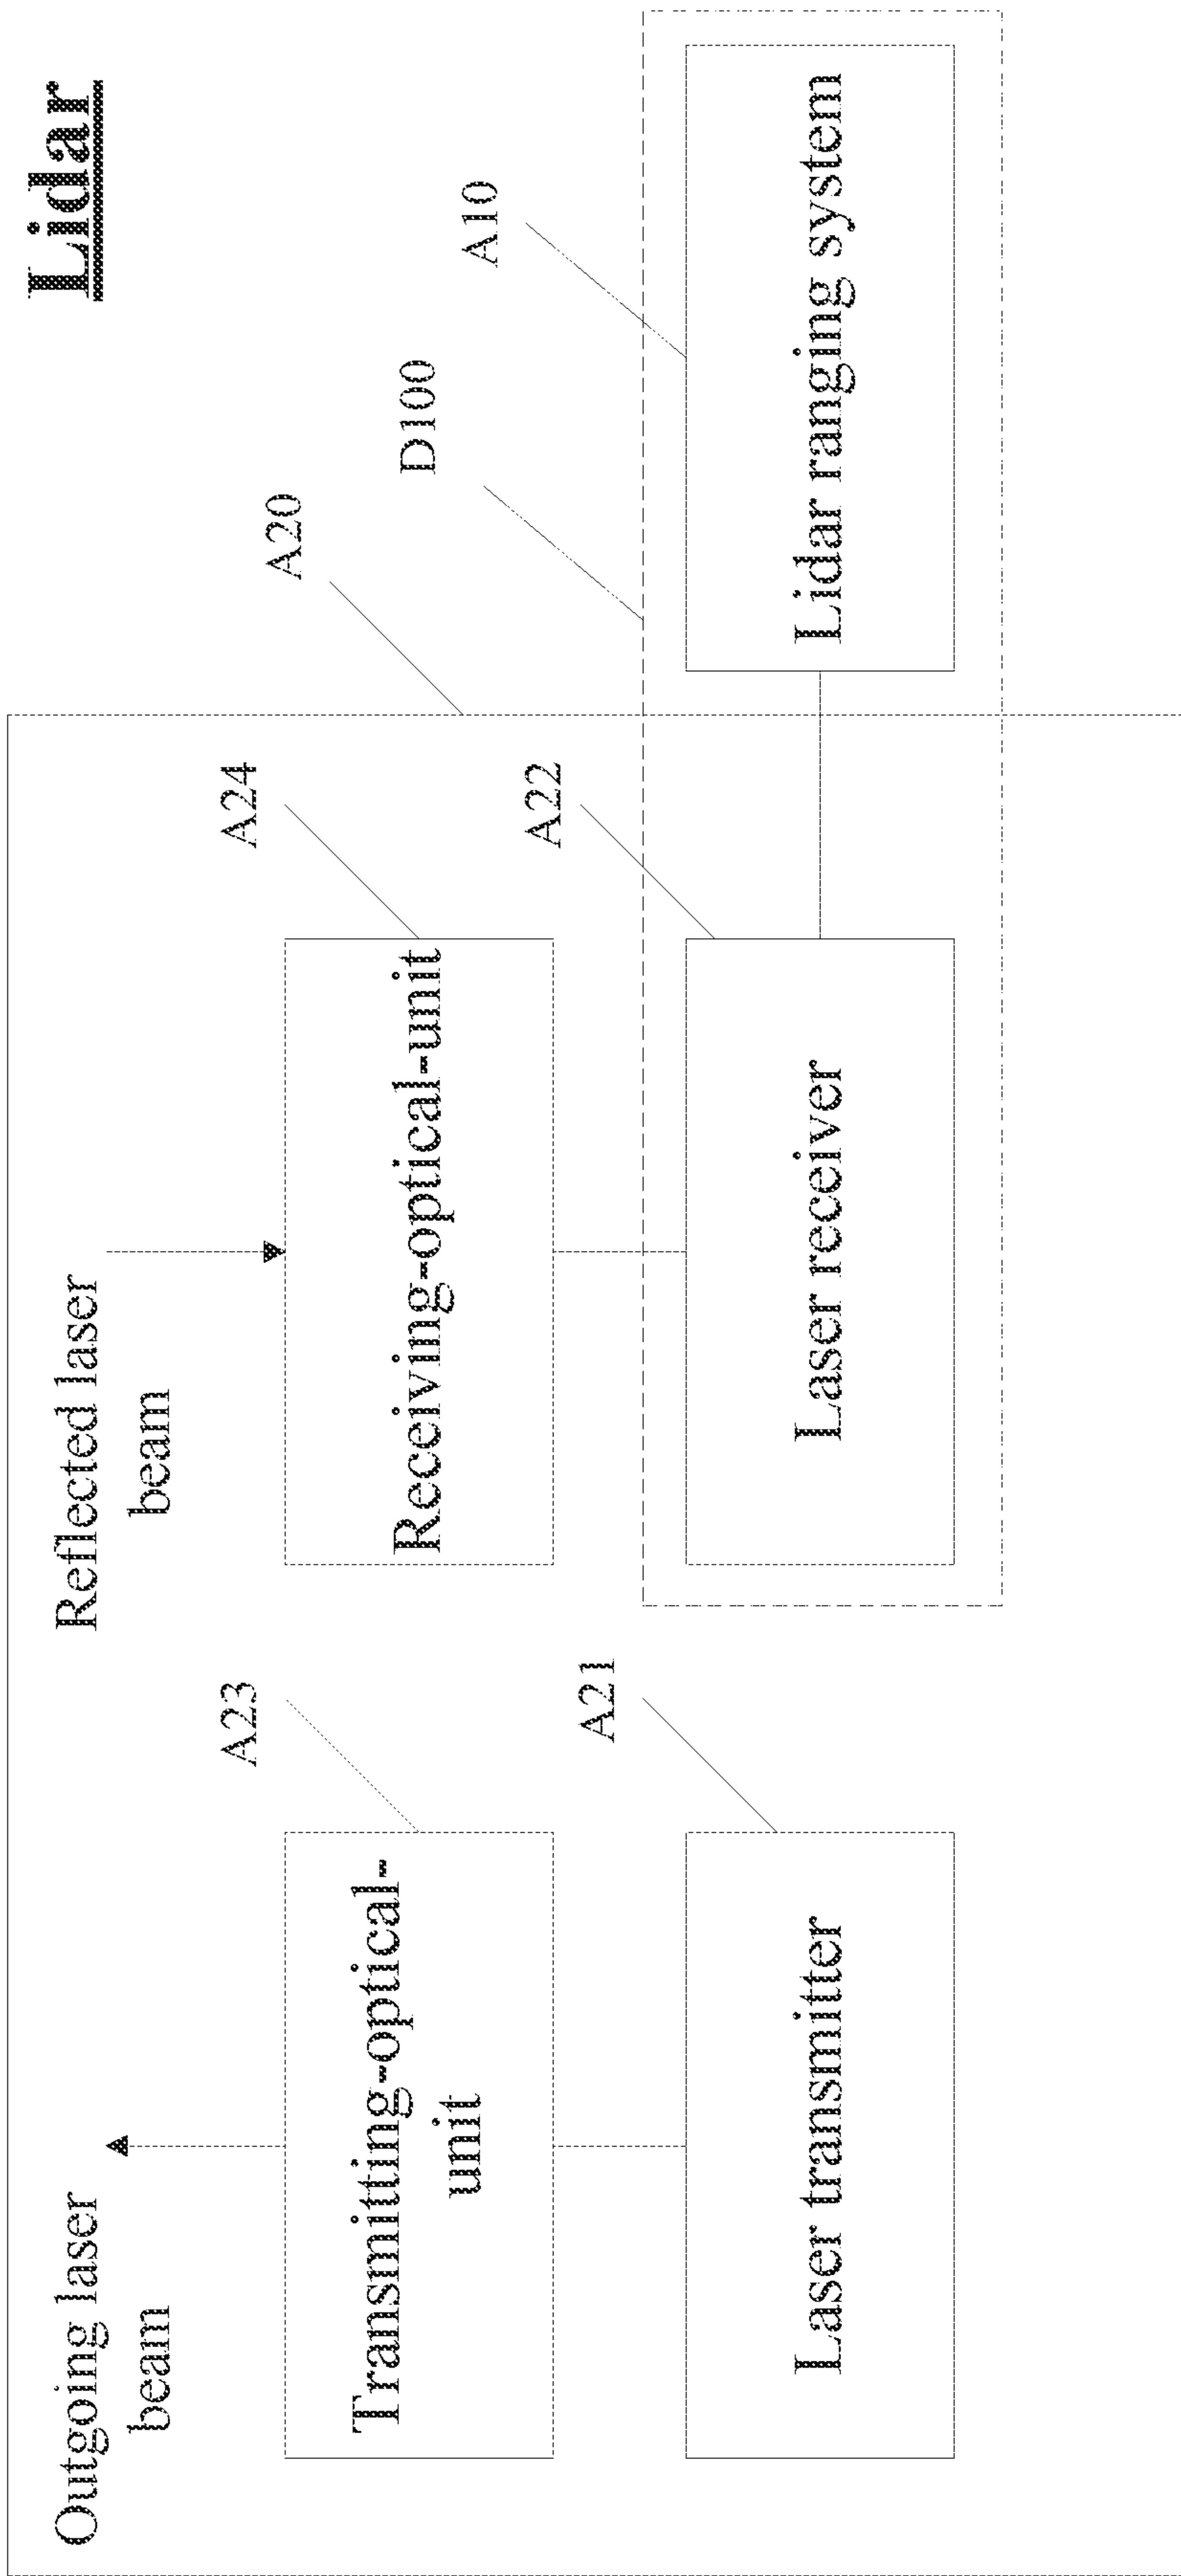 Lidar
Outgoing laser
beam
Reflected laser
beam
A23
A24
A20
Transmitting-optical-
unit
Receiving-optical-unit
D100
A10
A21
A22
Laser transmitter
Laser receiver
Lidar ranging system